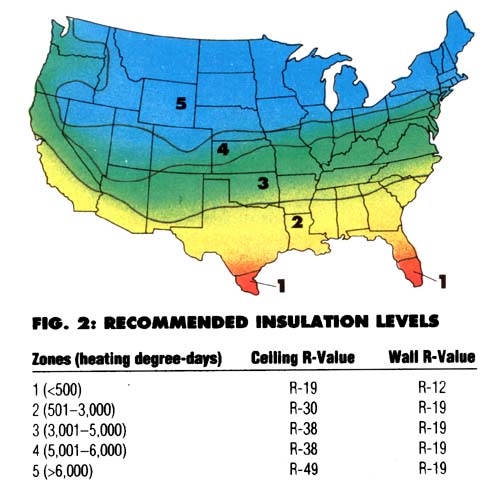 5
4
3
2
1
1
FIG. 2: RECOMMENDED INSULATION LEVELS
Zones (heating degree-days) Ceiling R-Value Wall R-Value
1 (<500) R-19 R-12
2 (501–3,000) R-30 R-19
3 (3,001–5,000) R-38 R-19
4 (5,001–6,000) R-38 R-19
5 (>6,000) R-49 R-19